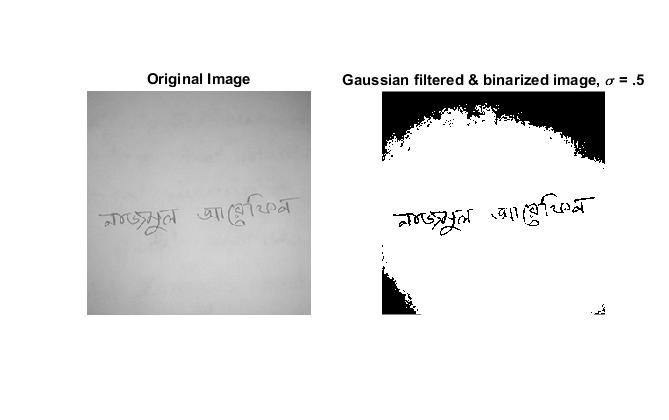 Original Image
Gaussian filtered & binarized image, σ = .5
নাজমুল আরেফিন
নাজমুল আরেফিন